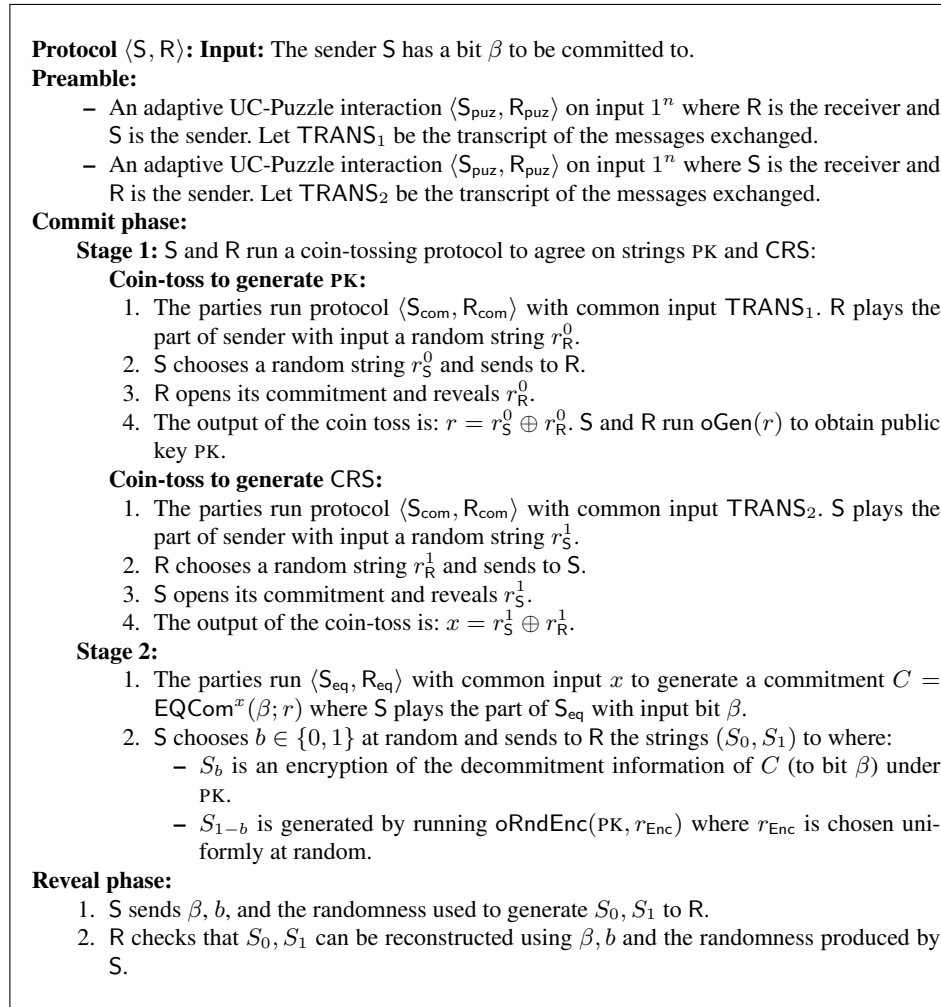 Protocol ⟨S, R⟩: Input: The sender S has a bit β to be committed to.
Preamble:
– An adaptive UC-Puzzle interaction ⟨S_puz, R_puz⟩ on input 1^n where R is the receiver and
S is the sender. Let TRANS_1 be the transcript of the messages exchanged.
– An adaptive UC-Puzzle interaction ⟨S_puz, R_puz⟩ on input 1^n where S is the receiver and
R is the sender. Let TRANS_2 be the transcript of the messages exchanged.
Commit phase:
Stage 1: S and R run a coin-tossing protocol to agree on strings PK and CRS:
Coin-toss to generate PK:
1. The parties run protocol ⟨S_com, R_com⟩ with common input TRANS_1. R plays the
part of sender with input a random string r_R^0.
2. S chooses a random string r_S^0 and sends to R.
3. R opens its commitment and reveals r_R^0.
4. The output of the coin toss is: r = r_S^0 ⊕ r_R^0. S and R run oGen(r) to obtain public
key PK.
Coin-toss to generate CRS:
1. The parties run protocol ⟨S_com, R_com⟩ with common input TRANS_2. S plays the
part of sender with input a random string r_S^1.
2. R chooses a random string r_R^1 and sends to S.
3. S opens its commitment and reveals r_S^1.
4. The output of the coin-toss is: x = r_S^1 ⊕ r_R^1.
Stage 2:
1. The parties run ⟨S_eq, R_eq⟩ with common input x to generate a commitment C =
EQCom^x(β; r) where S plays the part of S_eq with input bit β.
2. S chooses b ∈ {0, 1} at random and sends to R the strings (S_0, S_1) to where:
– S_b is an encryption of the decommitment information of C (to bit β) under
PK.
– S_{1−b} is generated by running oRndEnc(PK, r_Enc) where r_Enc is chosen uni-
formly at random.
Reveal phase:
1. S sends β, b, and the randomness used to generate S_0, S_1 to R.
2. R checks that S_0, S_1 can be reconstructed using β, b and the randomness produced by
S.